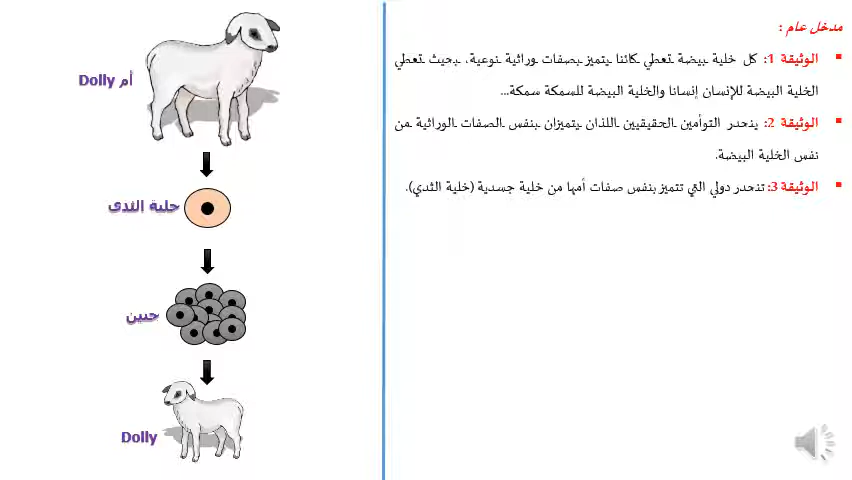 مدخل عام :
الوثيقة 1: كل خلية بيضة تعطي كائنا يتميز بصفات وراثية نوعية، بحيث تعطي
الخلية البيضة للإنسان إنسانا والخلية البيضة للسمكة سمكة...
الوثيقة 2: ينحدر التوأمين الحقيقيين اللذان يتميزان بنفس الصفات الوراثية من
نفس الخلية البيضة.
الوثيقة 3: تنحدر دولي التي تتميز بنفس صفات أمها من خلية جسدية (خلية الثدي).
أم Dolly
خلية الثدي
جنين
Dolly